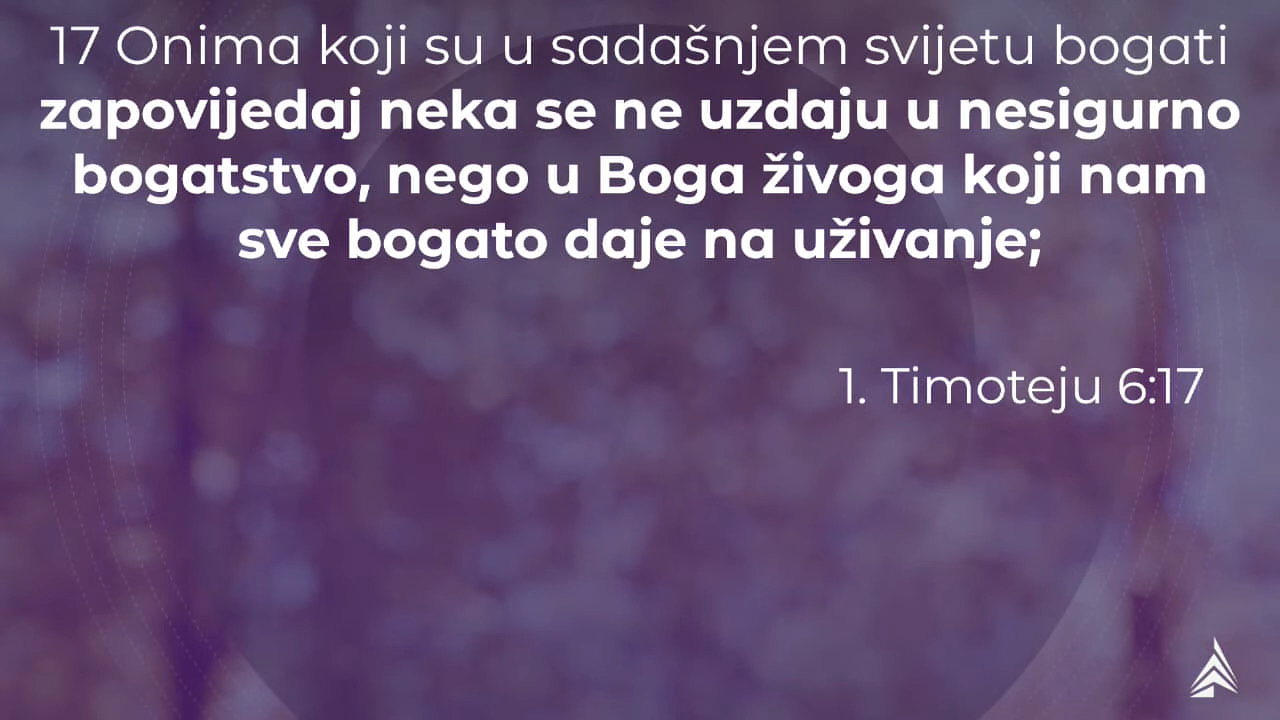 17 Onima koji su u sadašnjem svijetu bogati
zapovijedaj neka se ne uzdaju u nesigurno
bogatstvo, nego u Boga živoga koji nam
sve bogato daje na uživanje;
1. Timoteju 6:17